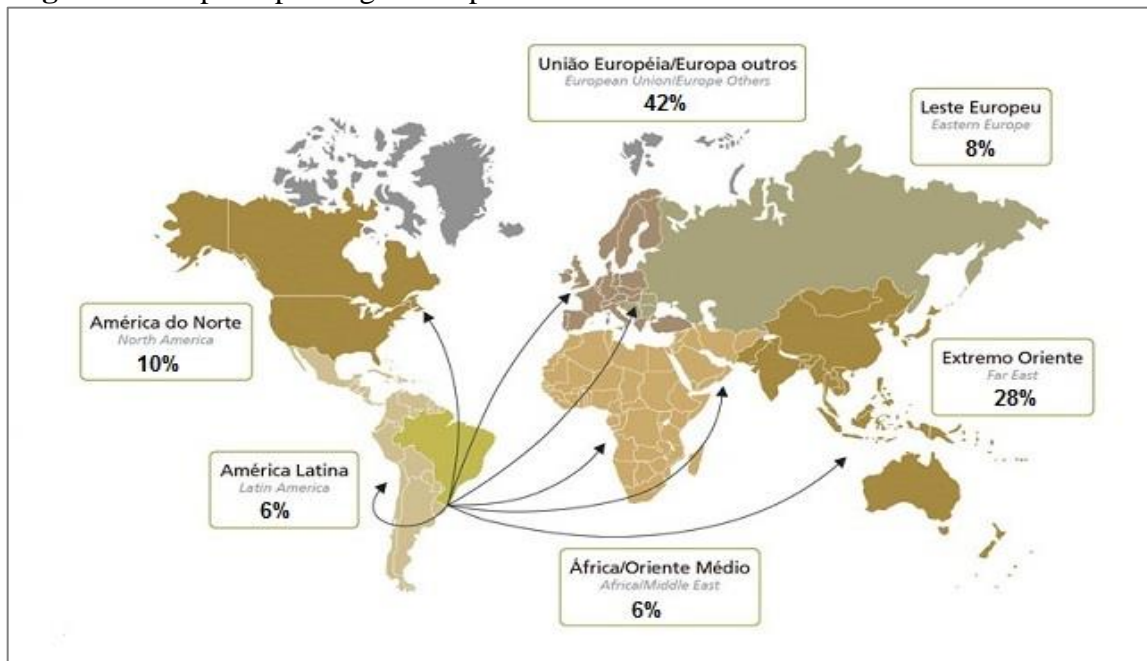 União Européia/Europa outros
European Union/Europe Others
42%
Leste Europeu
Eastern Europe
8%
América do Norte
North America
10%
Extremo Oriente
Far East
28%
América Latina
Latin America
6%
África/Oriente Médio
Africa/Middle East
6%